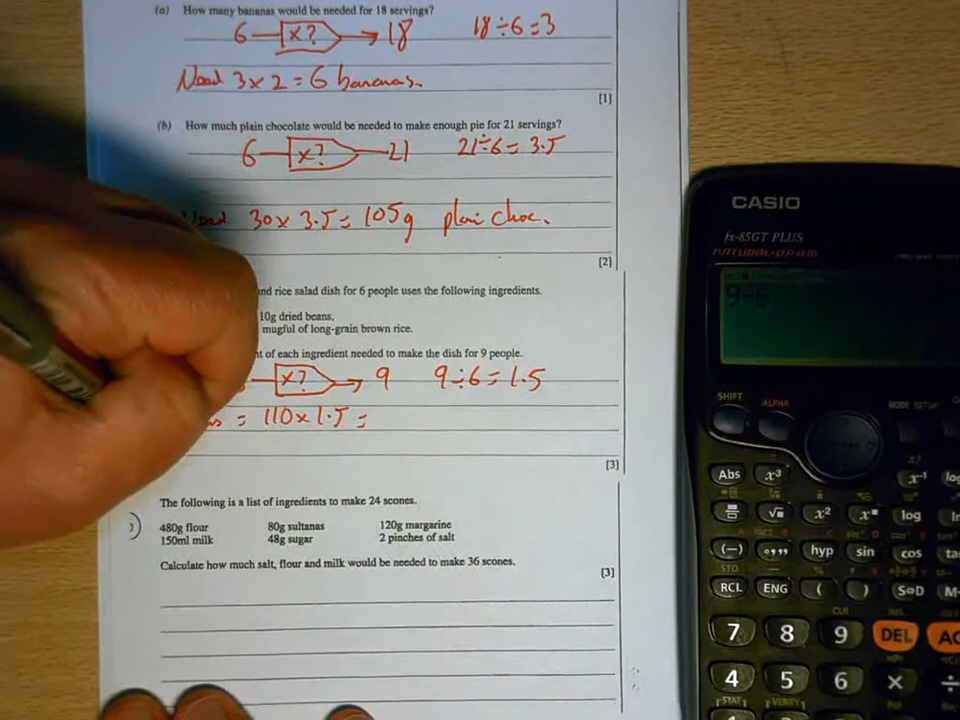 (a) How many bananas would be needed for 18 servings?
6 x? 18 18÷6=3
Need 3 x 2 = 6 bananas.
[1]
(b) How much plain chocolate would be needed to make enough pie for 21 servings?
6 x? 21 21÷6= 3.5
30 x 3.5 = 105g plain choc.
[2]
rice salad dish for 6 people uses the following ingredients.
10g dried beans,
mugful of long-grain brown rice.
of each ingredient needed to make the dish for 9 people.
x? 9 9÷6=1.5
= 110 x 1.5 =
[3]
The following is a list of ingredients to make 24 scones.
480g flour 80g sultanas 120g margarine
150ml milk 48g sugar 2 pinches of salt
Calculate how much salt, flour and milk would be needed to make 36 scones.
[3]
CASIO
fx-85GT PLUS
NATURAL-V.P.A.M.
9÷6
SHIFT ALPHA MODE SETUP
Abs x³ x⁻¹
√ x² x■ log
(−) °,,, hyp sin cos
STO
RCL ENG ( ) S⇔D
CLR
7 8 9 DEL
4 5 6 × ÷
STAT VERIFY